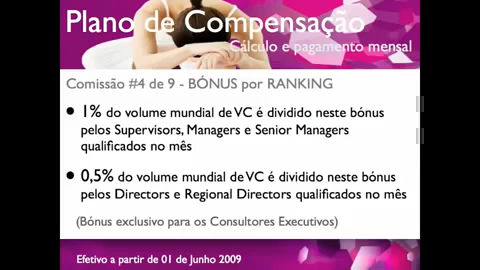 Plano de Compensação
Cálculo e pagamento mensal
Comissão #4 de 9 - BÓNUS por RANKING
• 1% do volume mundial de VC é dividido neste bónus
pelos Supervisors, Managers e Senior Managers
qualificados no mês
• 0,5% do volume mundial de VC é dividido neste bónus
pelos Directors e Regional Directors qualificados no mês
(Bónus exclusivo para os Consultores Executivos)
Efetivo a partir de 01 de Junho 2009